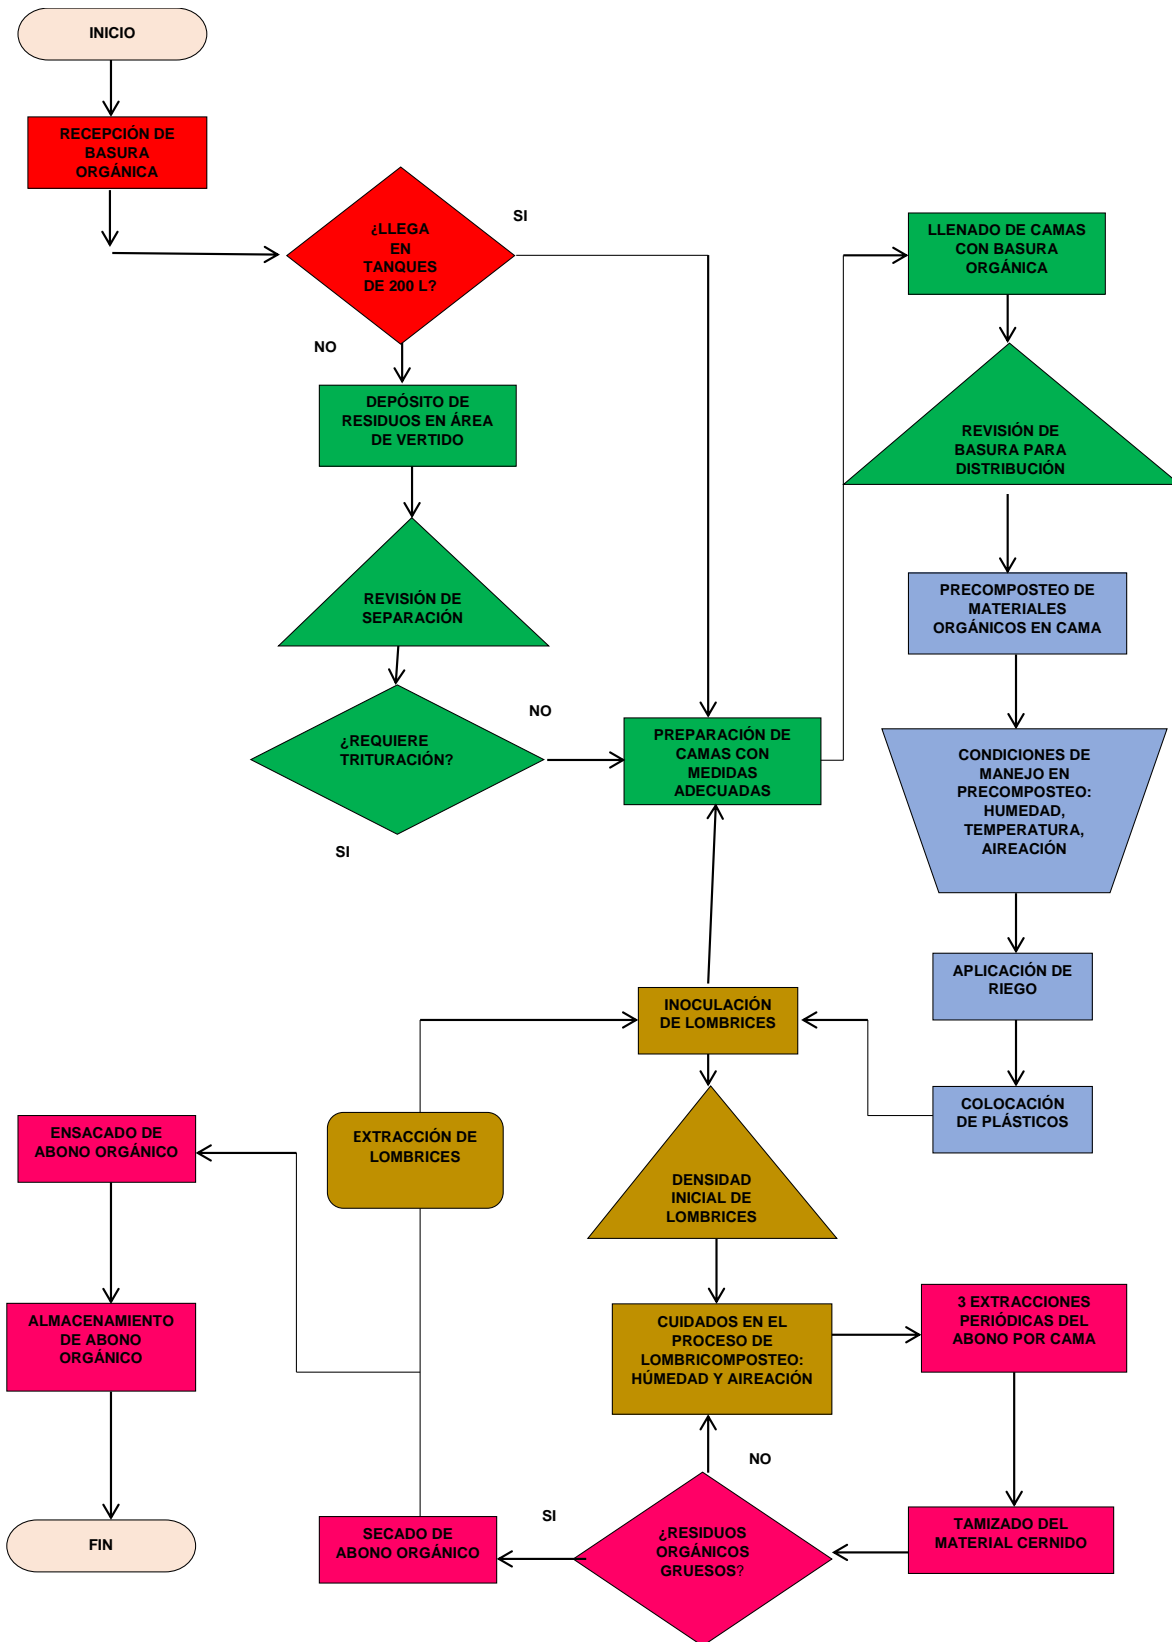 INICIO
RECEPCIÓN DE
BASURA
ORGÁNICA
¿LLEGA
EN
TANQUES
DE 200 L?
SI
NO
DEPÓSITO DE
RESIDUOS EN ÁREA
DE VERTIDO
REVISIÓN DE
SEPARACIÓN
¿REQUIERE
TRITURACIÓN?
NO
SI
PREPARACIÓN DE
CAMAS CON
MEDIDAS
ADECUADAS
LLENADO DE CAMAS
CON BASURA
ORGÁNICA
REVISIÓN DE
BASURA PARA
DISTRIBUCIÓN
PRECOMPOSTEO DE
MATERIALES
ORGÁNICOS EN CAMA
CONDICIONES DE
MANEJO EN
PRECOMPOSTEO:
HUMEDAD,
TEMPERATURA,
AIREACIÓN
APLICACIÓN DE
RIEGO
COLOCACIÓN
DE PLÁSTICOS
INOCULACIÓN
DE LOMBRICES
DENSIDAD
INICIAL DE
LOMBRICES
CUIDADOS EN EL
PROCESO DE
LOMBRICOMPOSTEO:
HÚMEDAD Y AIREACIÓN
3 EXTRACCIONES
PERIÓDICAS DEL
ABONO POR CAMA
TAMIZADO DEL
MATERIAL CERNIDO
¿RESIDUOS
ORGÁNICOS
GRUESOS?
NO
SI
SECADO DE
ABONO ORGÁNICO
EXTRACCIÓN DE
LOMBRICES
ENSACADO DE
ABONO ORGÁNICO
ALMACENAMIENTO
DE ABONO
ORGÁNICO
FIN